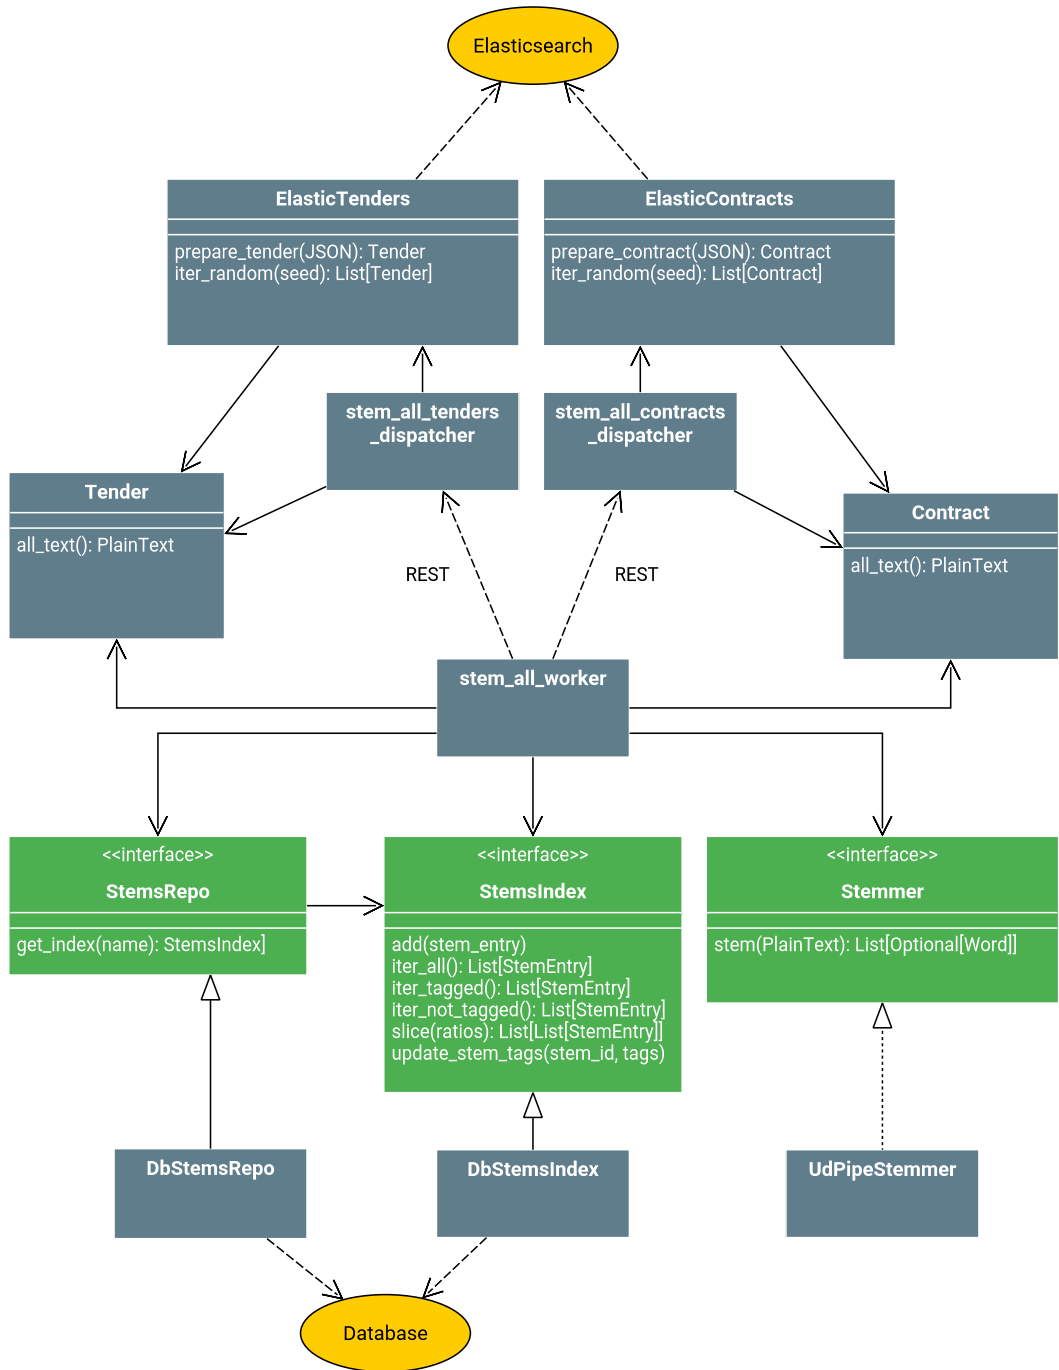 Elasticsearch
ElasticTenders
prepare_tender(JSON): Tender
iter_random(seed): List[Tender]
ElasticContracts
prepare_contract(JSON): Contract
iter_random(seed): List[Contract]
stem_all_tenders
_dispatcher
stem_all_contracts
_dispatcher
Tender
all_text(): PlainText
Contract
all_text(): PlainText
REST
REST
stem_all_worker
<<interface>>
StemsRepo
get_index(name): StemsIndex]
<<interface>>
StemsIndex
add(stem_entry)
iter_all(): List[StemEntry]
iter_tagged(): List[StemEntry]
iter_not_tagged(): List[StemEntry]
slice(ratios): List[List[StemEntry]]
update_stem_tags(stem_id, tags)
<<interface>>
Stemmer
stem(PlainText): List[Optional[Word]]
DbStemsRepo
DbStemsIndex
UdPipeStemmer
Database